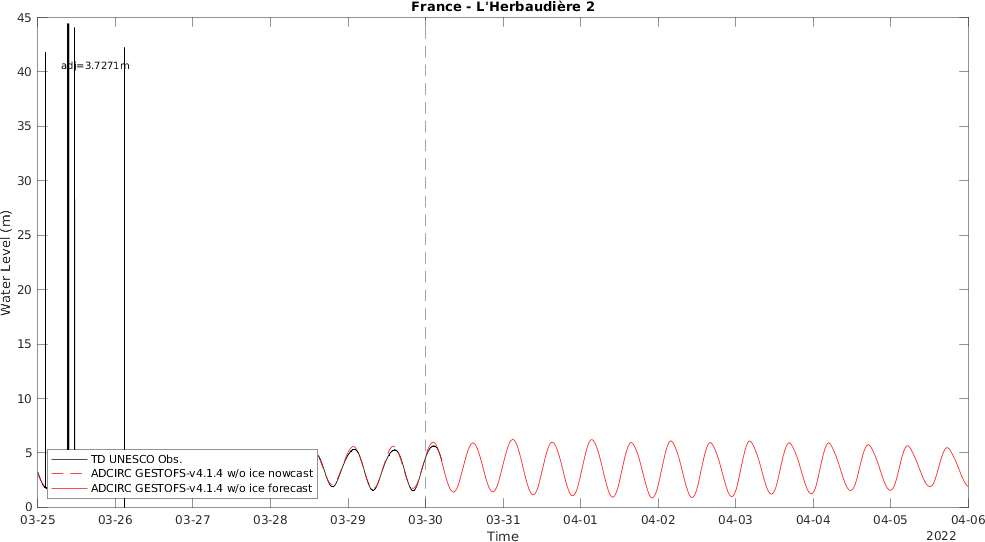 France - L'Herbaudière 2
45
40
35
30
25
20
15
10
5
0
Water Level (m)
adj=3.7271m
TD UNESCO Obs.
ADCIRC GESTOFS-v4.1.4 w/o ice nowcast
ADCIRC GESTOFS-v4.1.4 w/o ice forecast
03-25 03-26 03-27 03-28 03-29 03-30 03-31 04-01 04-02 04-03 04-04 04-05 04-06
Time
2022